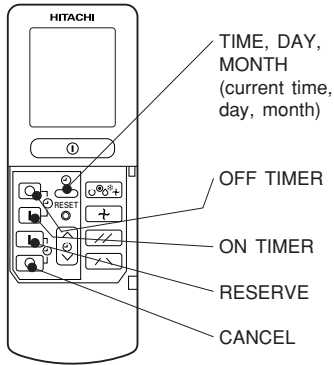 HITACHI
TIME, DAY,
MONTH
(current time,
day, month)
RESET
OFF TIMER
ON TIMER
RESERVE
CANCEL